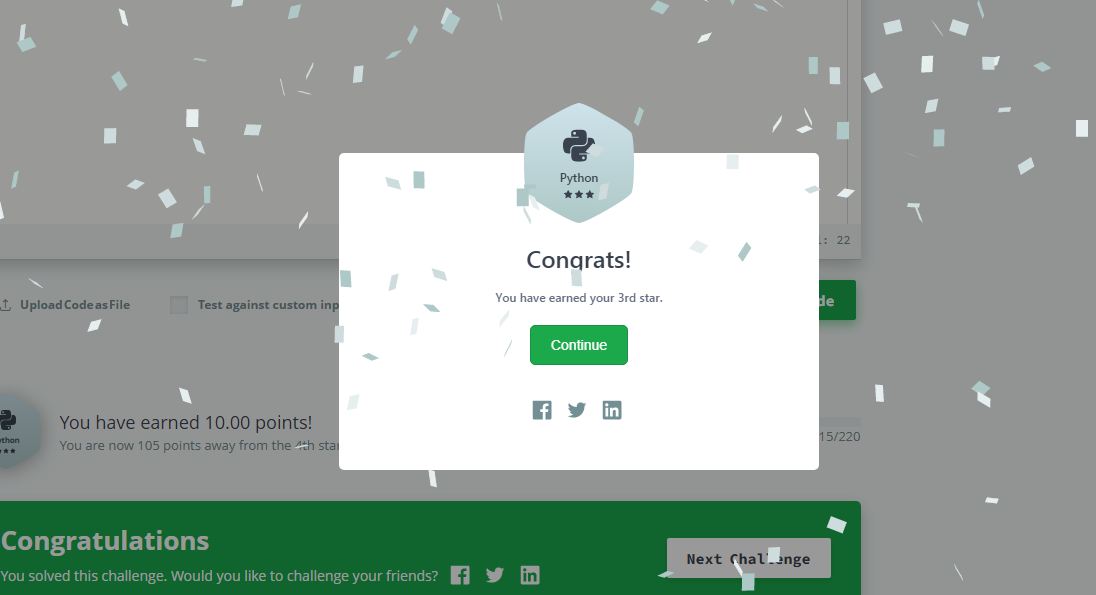 Python
Congrats!
You have earned your 3rd star.
Continue
: 22
Upload Code as File
Test against custom inp
de
You have earned 10.00 points!
You are now 105 points away from the 4th star
15/220
Congratulations
You solved this challenge. Would you like to challenge your friends?
Next Challenge